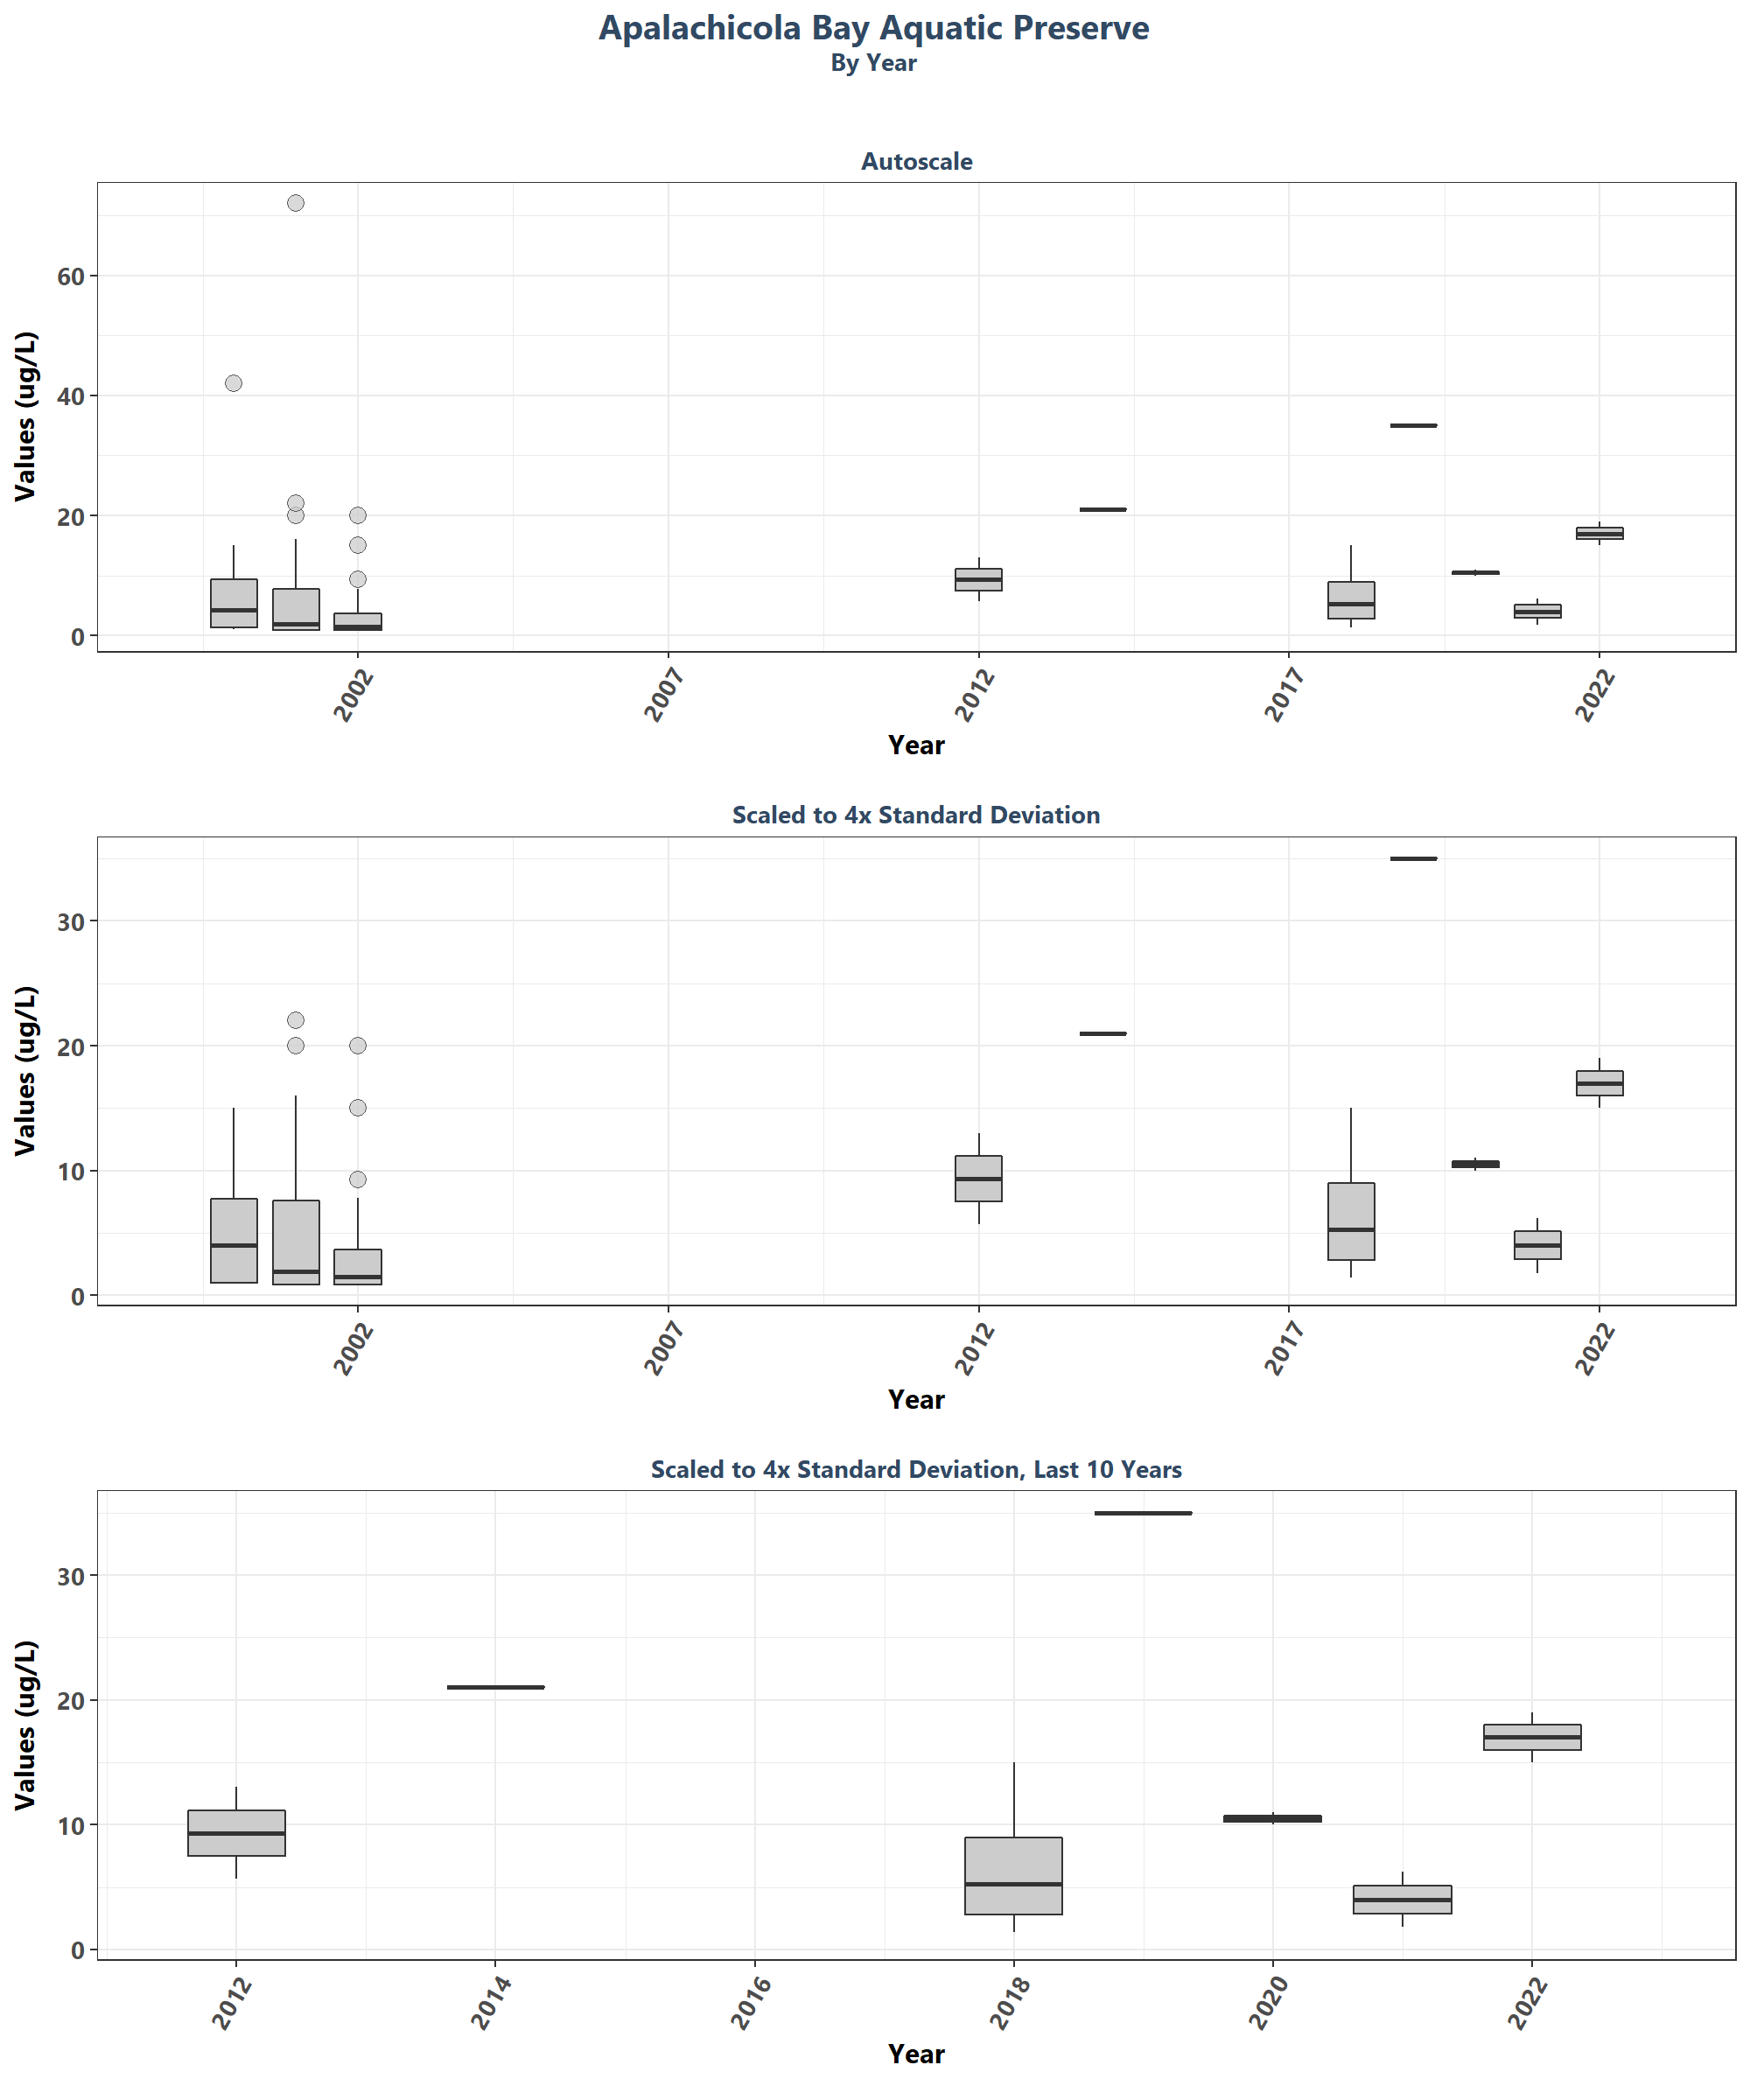 Apalachicola Bay Aquatic Preserve
By Year
Autoscale
Values (ug/L)
60
40
20
0
2002
2007
2012
2017
2022
Year
Scaled to 4x Standard Deviation
Values (ug/L)
30
20
10
0
2002
2007
2012
2017
2022
Year
Scaled to 4x Standard Deviation, Last 10 Years
Values (ug/L)
30
20
10
0
2012
2014
2016
2018
2020
2022
Year